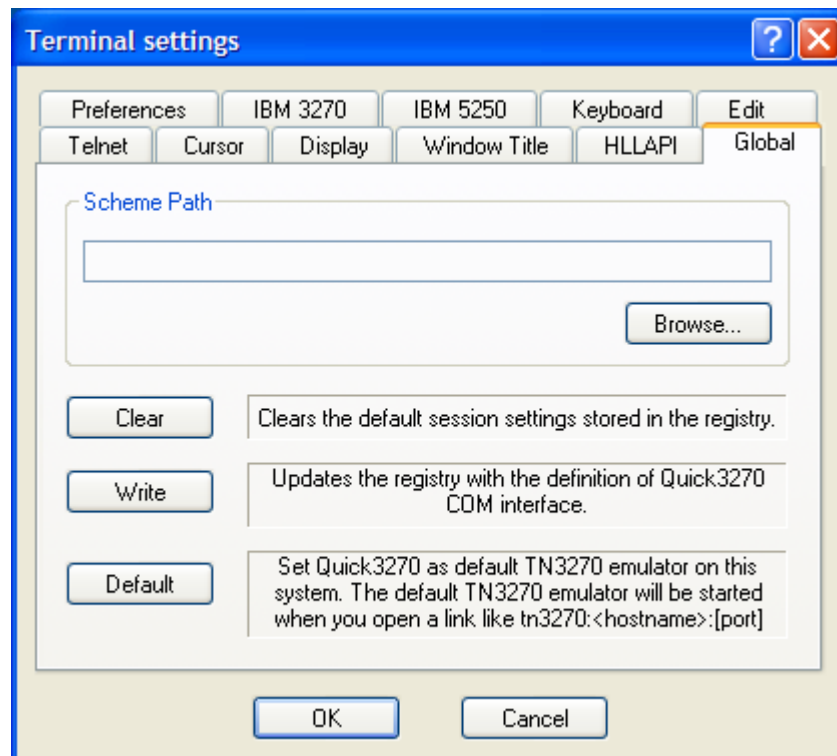 Terminal settings
Preferences IBM 3270 IBM 5250 Keyboard Edit
Telnet Cursor Display Window Title HLLAPI Global
Scheme Path
Browse...
Clear
Clears the default session settings stored in the registry.
Write
Updates the registry with the definition of Quick3270
COM interface.
Default
Set Quick3270 as default TN3270 emulator on this
system. The default TN3270 emulator will be started
when you open a link like tn3270:<hostname>:[port]
OK Cancel